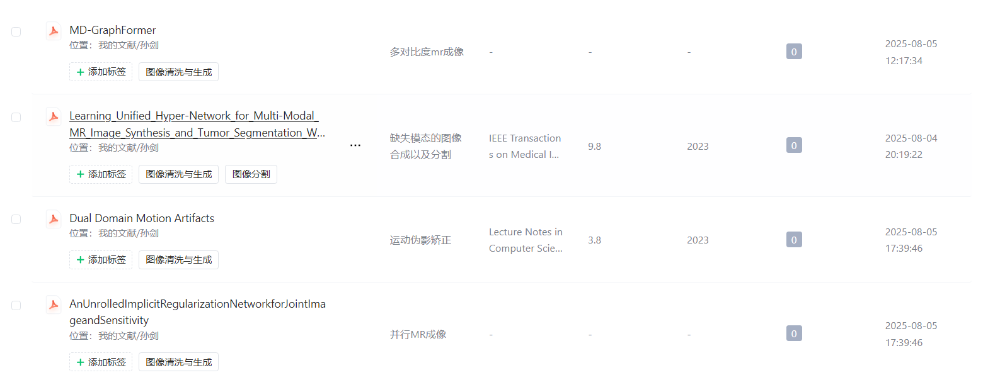 MD-GraphFormer
位置：我的文献/孙剑
+ 添加标签 图像清洗与生成
多对比度mr成像
-
-
-
0
2025-08-05
12:17:34
Learning_Unified_Hyper-Network_for_Multi-Modal_
MR_Image_Synthesis_and_Tumor_Segmentation_W...
位置：我的文献/孙剑
+ 添加标签 图像清洗与生成 图像分割
...
缺失模态的图像
合成以及分割
IEEE Transaction
s on Medical I...
9.8
2023
0
2025-08-04
20:19:22
Dual Domain Motion Artifacts
位置：我的文献/孙剑
+ 添加标签 图像清洗与生成
运动伪影矫正
Lecture Notes in
Computer Scie...
3.8
2023
0
2025-08-05
17:39:46
AnUnrolledImplicitRegularizationNetworkforJointIma
geandSensitivity
位置：我的文献/孙剑
+ 添加标签 图像清洗与生成
并行MR成像
-
-
-
0
2025-08-05
17:39:46